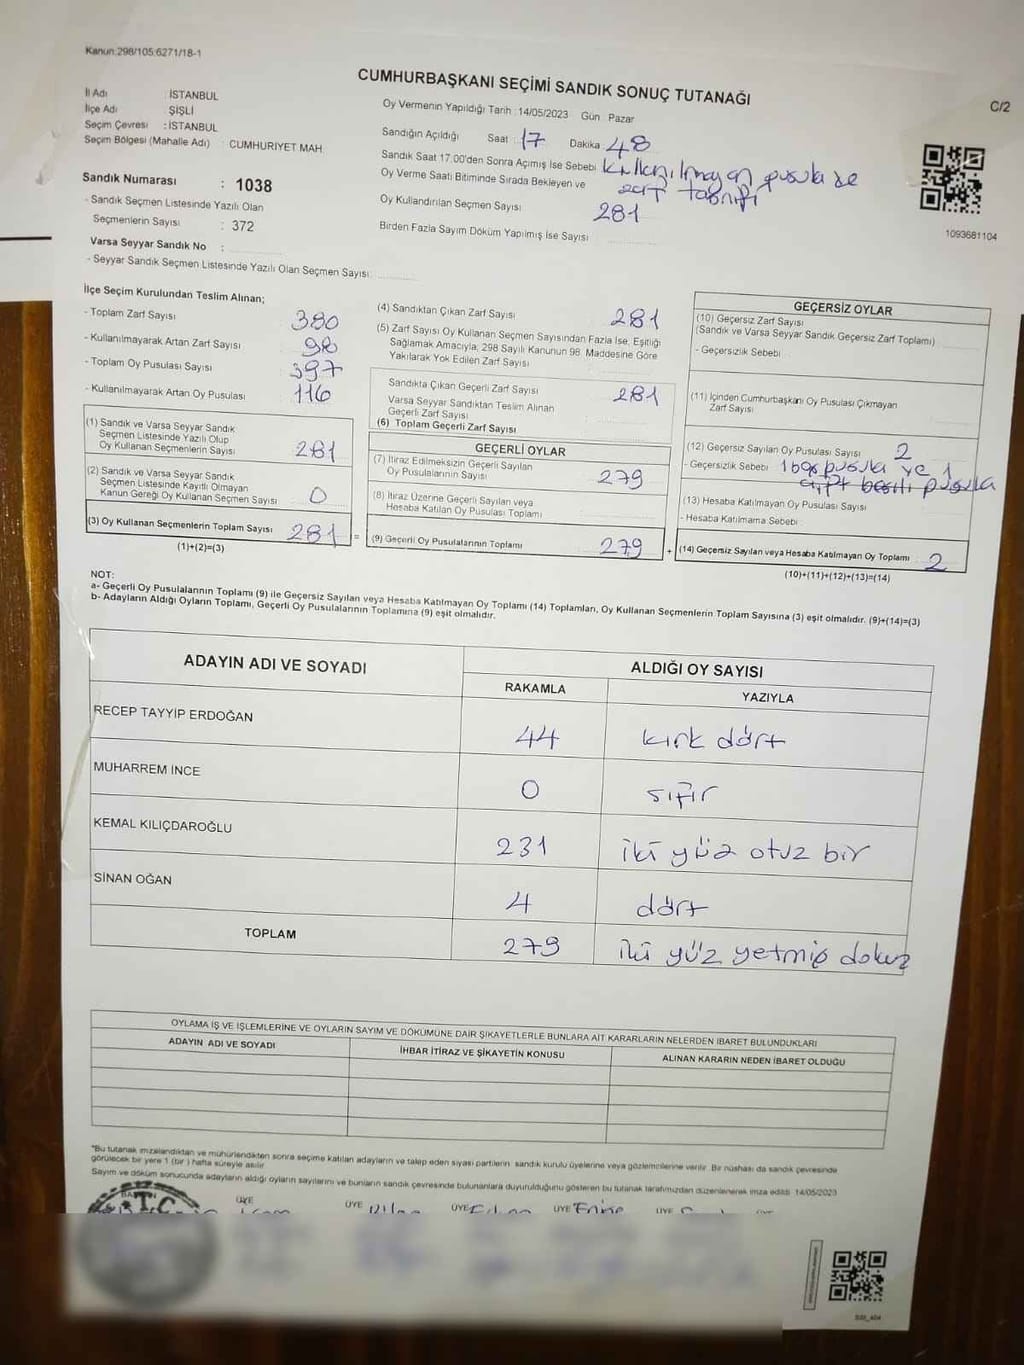 Kanun:298/105;6271/18-1
CUMHURBAŞKANI SEÇİMİ SANDIK SONUÇ TUTANAĞI
C/2
İl Adı : İSTANBUL
İlçe Adı : ŞİŞLİ
Seçim Çevresi : İSTANBUL
Seçim Bölgesi (Mahalle Adı) : CUMHURİYET MAH.
Oy Vermenin Yapıldığı Tarih : 14/05/2023 Gün : Pazar
Sandığın Açıldığı Saat : 17 Dakika : 48
Sandık Saat 17.00'den Sonra Açımış İse Sebebi kullanılmayan pusula ve
zarf tasnifi
Oy Verme Saati Bitiminde Sırada Bekleyen ve
Oy Kullandırılan Seçmen Sayısı 281
Birden Fazla Sayım Döküm Yapılmış İse Sayısı :
1093681104
Sandık Numarası : 1038
- Sandık Seçmen Listesinde Yazılı Olan
Seçmenlerin Sayısı : 372
Varsa Seyyar Sandık No :
- Seyyar Sandık Seçmen Listesinde Yazılı Olan Seçmen Sayısı:
İlçe Seçim Kurulundan Teslim Alınan;
- Toplam Zarf Sayısı 380
- Kullanılmayarak Artan Zarf Sayısı 98
- Toplam Oy Pusulası Sayısı 397
- Kullanılmayarak Artan Oy Pusulası 116
(1) Sandık ve Varsa Seyyar Sandık
Seçmen Listesinde Yazılı Olup
Oy Kullanan Seçmenlerin Sayısı 281
(2) Sandık ve Varsa Seyyar Sandık
Seçmen Listesinde Kayıtlı Olmayan
Kanun Gereği Oy Kullanan Seçmen Sayısı 0
(3) Oy Kullanan Seçmenlerin Toplam Sayısı 281 =
(1)+(2)=(3)
(4) Sandıktan Çıkan Zarf Sayısı 281
(5) Zarf Sayısı Oy Kullanan Seçmen Sayısından Fazla İse, Eşitliği
Sağlamak Amacıyla, 298 Sayılı Kanunun 98. Maddesine Göre
Yakılarak Yok Edilen Zarf Sayısı
Sandıkta Çıkan Geçerli Zarf Sayısı 281
Varsa Seyyar Sandıktan Teslim Alınan
Geçerli Zarf Sayısı
(6) Toplam Geçerli Zarf Sayısı
GEÇERLİ OYLAR
(7) İtiraz Edilmeksizin Geçerli Sayılan
Oy Pusulalarının Sayısı 279
(8) İtiraz Üzerine Geçerli Sayılan veya
Hesaba Katılan Oy Pusulası Toplamı
(9) Geçerli Oy Pusulalarının Toplamı 279 +
GEÇERSİZ OYLAR
(10) Geçersiz Zarf Sayısı
(Sandık ve Varsa Seyyar Sandık Geçersiz Zarf Toplamı)
- Geçersizlik Sebebi
(11) İçinden Cumhurbaşkanı Oy Pusulası Çıkmayan
Zarf Sayısı
(12) Geçersiz Sayılan Oy Pusulası Sayısı 2
- Geçersizlik Sebebi 1 boş pusula ve 1
çift basılı pusula
(13) Hesaba Katılmayan Oy Pusulası Sayısı
- Hesaba Katılmama Sebebi
(14) Geçersiz Sayılan veya Hesaba Katılmayan Oy Toplamı 2
(10)+(11)+(12)+(13)=(14)
NOT:
a- Geçerli Oy Pusulalarının Toplamı (9) ile Geçersiz Sayılan veya Hesaba Katılmayan Oy Toplamı (14) Toplamları, Oy Kullanan Seçmenlerin Toplam Sayısına (3) eşit olmalıdır. (9)+(14)=(3)
b- Adayların Aldığı Oyların Toplamı, Geçerli Oy Pusulalarının Toplamına (9) eşit olmalıdır.
ADAYIN ADI VE SOYADI ALDIĞI OY SAYISI
RAKAMLA YAZIYLA
RECEP TAYYİP ERDOĞAN 44 kırk dört
MUHARREM İNCE 0 sıfır
KEMAL KILIÇDAROĞLU 231 iki yüz otuz bir
SİNAN OĞAN 4 dört
TOPLAM 279 iki yüz yetmiş dokuz
OYLAMA İŞ VE İŞLEMLERİNE VE OYLARIN SAYIM VE DÖKÜMÜNE DAİR ŞİKAYETLERLE BUNLARA AİT KARARLARIN NELERDEN İBARET BULUNDUKLARI
ADAYIN ADI VE SOYADI İHBAR İTİRAZ VE ŞİKAYETİN KONUSU ALINAN KARARIN NEDEN İBARET OLDUĞU
"Bu tutanak imzalandıktan ve mühürlendikten sonra seçime katılan adayların ve talep eden siyasi partilerin sandık kurulu üyelerine veya gözlemcilerine verilir. Bir nüshası da sandık çevresinde
görülecek bir yere 1 (bir) hafta süreyle asılır.
Sayım ve döküm sonucunda adayların aldığı oyların sayılarını ve bunların sandık çevresinde bulunanlara duyurulduğunu gösteren bu tutanak tarafımızdan düzenlenerek imza edildi. 14/05/2023
T.C.
ÜYE ÜYE ÜYE ÜYE ÜYE